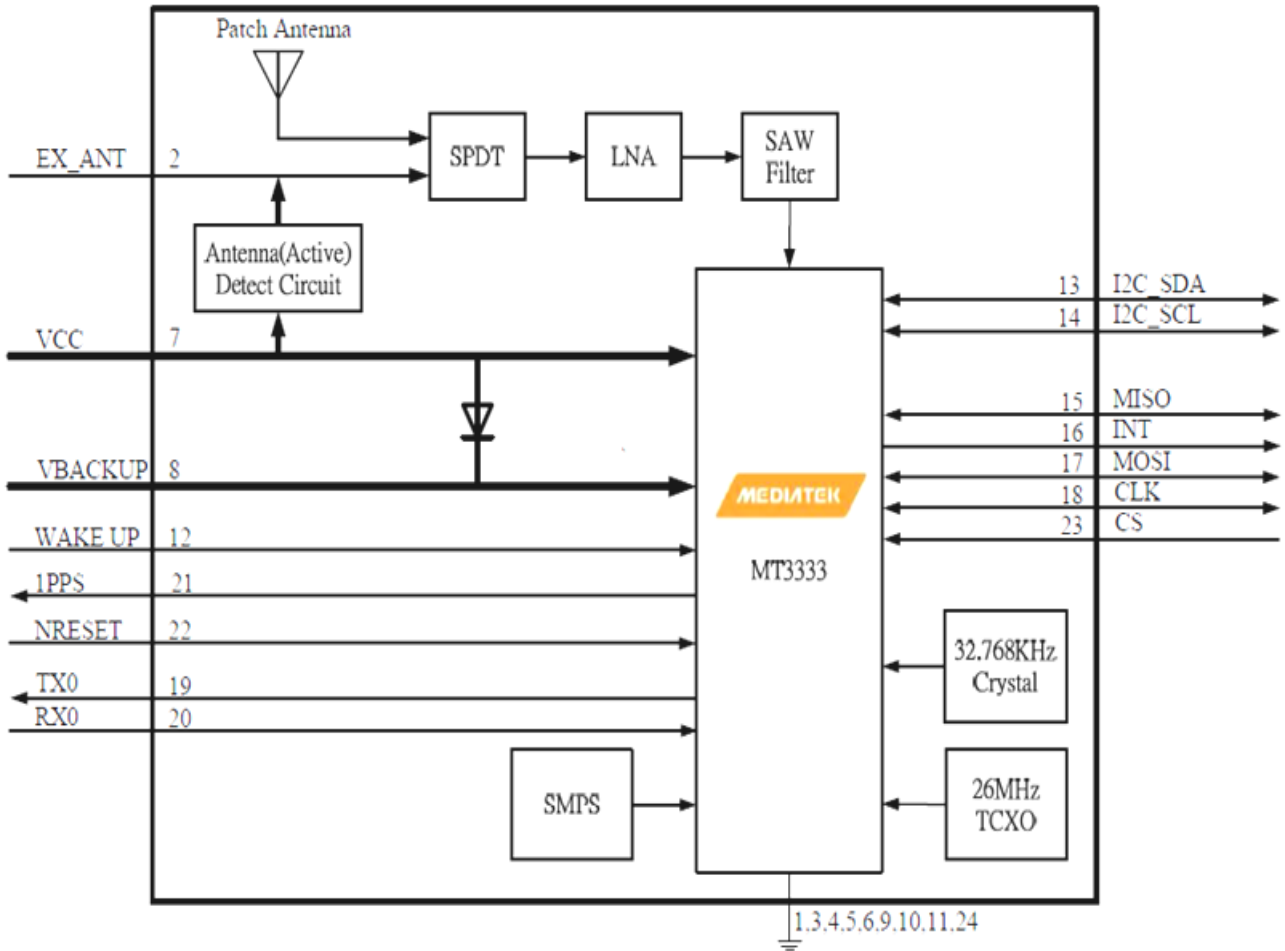 Patch Antenna
EX_ANT 2
SPDT
LNA
SAW
Filter
Antenna(Active)
Detect Circuit
VCC 7
VBACKUP 8
WAKE UP 12
1PPS 21
NRESET 22
TX0 19
RX0 20
SMPS
MEDIATEK
MT3333
13 I2C_SDA
14 I2C_SCL
15 MISO
16 INT
17 MOSI
18 CLK
23 CS
32.768KHz
Crystal
26MHz
TCXO
1.3.4.5.6.9.10.11.24